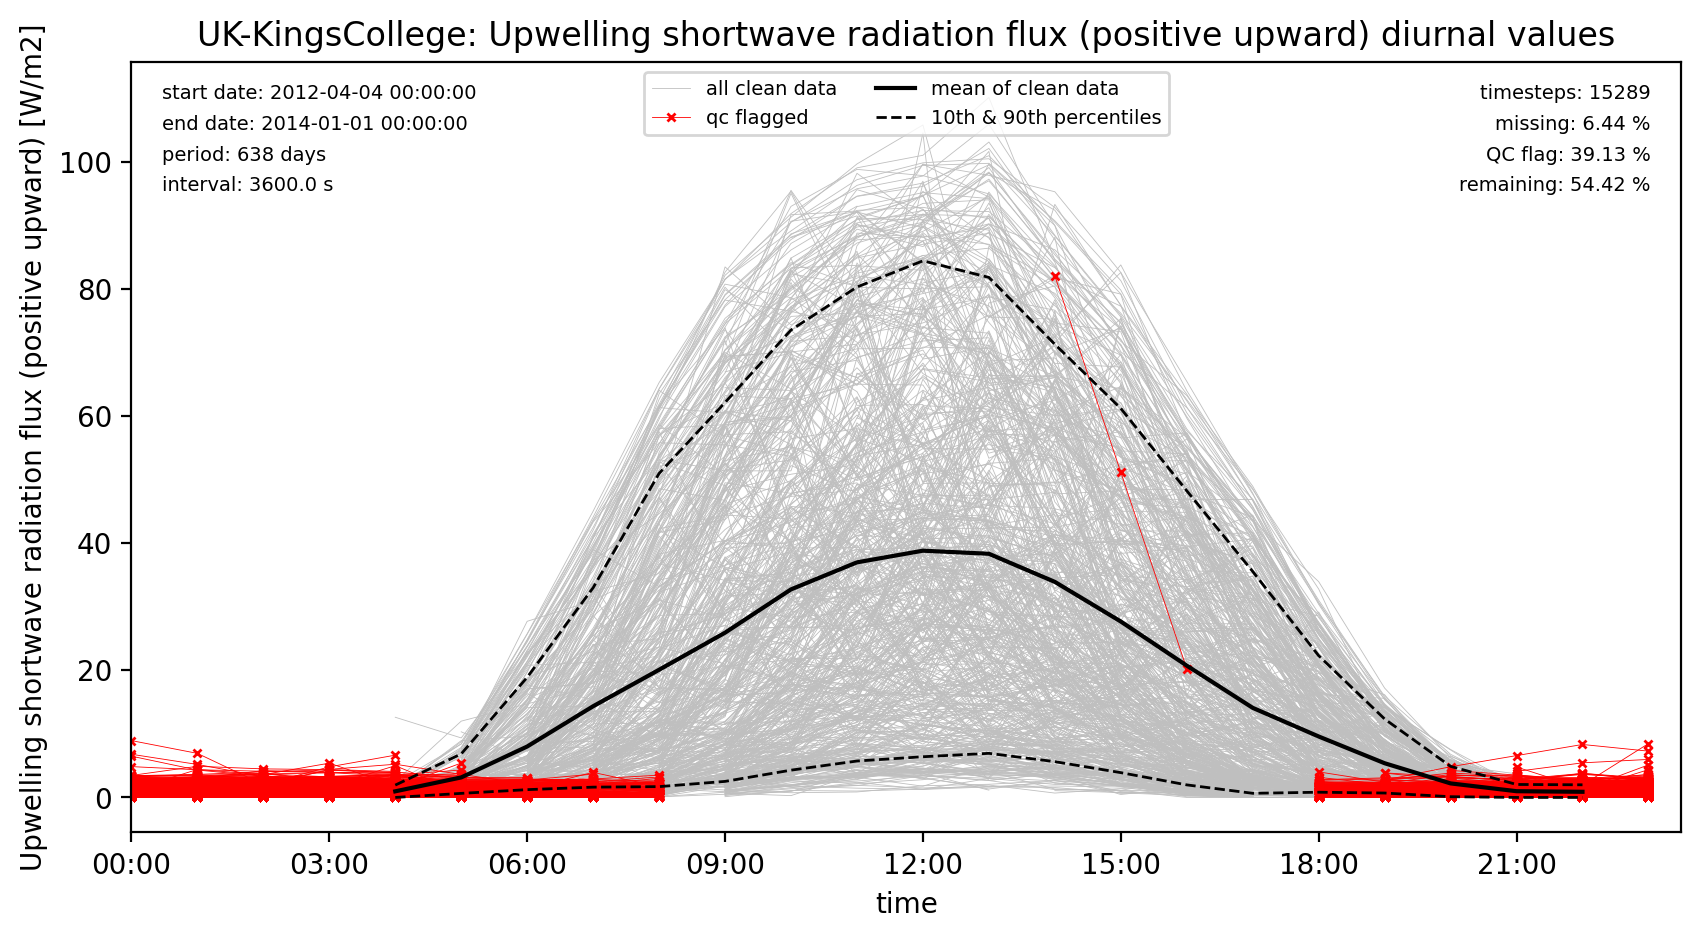 UK-KingsCollege: Upwelling shortwave radiation flux (positive upward) diurnal values
Upwelling shortwave radiation flux (positive upward) [W/m2]
start date: 2012-04-04 00:00:00
end date: 2014-01-01 00:00:00
period: 638 days
interval: 3600.0 s
all clean data
qc flagged
mean of clean data
10th & 90th percentiles
timesteps: 15289
missing: 6.44 %
QC flag: 39.13 %
remaining: 54.42 %
100
80
60
40
20
0
00:00 03:00 06:00 09:00 12:00 15:00 18:00 21:00
time